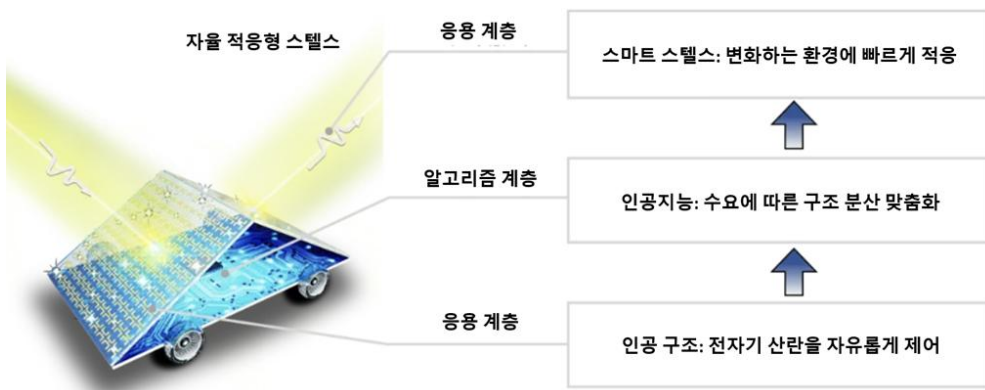 자율 적응형 스텔스
응용 계층
스마트 스텔스: 변화하는 환경에 빠르게 적응
알고리즘 계층
인공지능: 수요에 따른 구조 분산 맞춤화
응용 계층
인공 구조: 전자기 산란을 자유롭게 제어